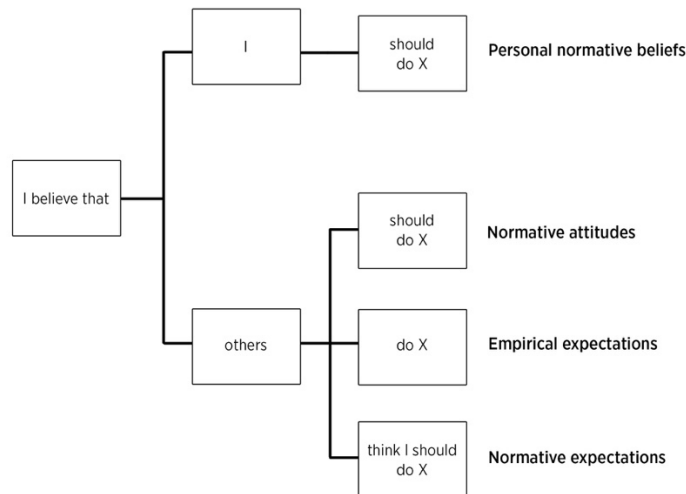 I
should
do X
Personal normative beliefs
I believe that
should
do X
Normative attitudes
others
do X
Empirical expectations
think I should
do X
Normative expectations